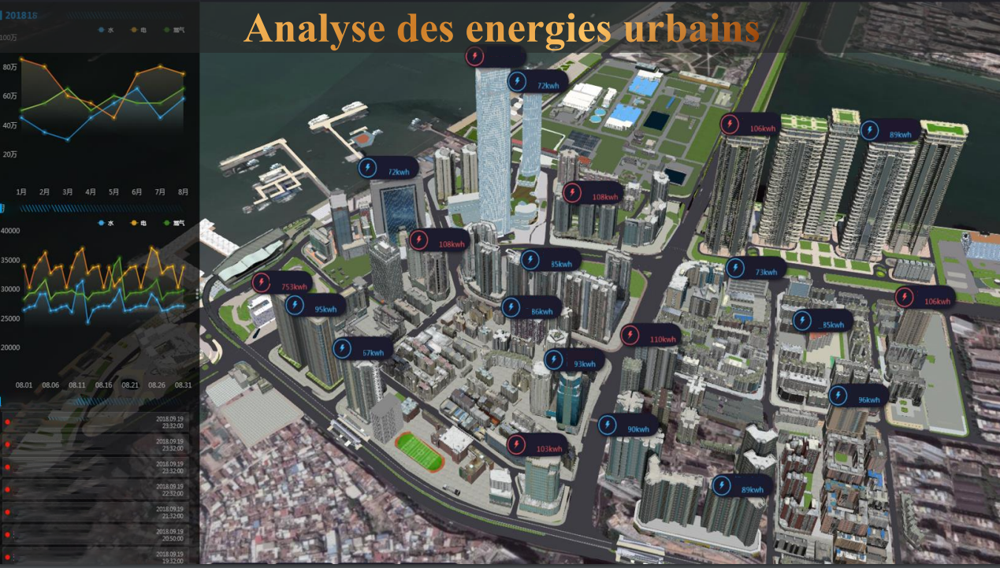 Analyse des energies urbains
201818
水 电 燃气
100万
80万
60万
40万
20万
1月 2月 3月 4月 5月 6月 7月 8月
水 电 燃气
40000
35000
30000
25000
20000
08.01 08.06 08.11 08.16 08.21 08.26 08.31
2018.09.19
23:32:00
2018.09.19
23:32:00
2018.09.19
23:32:00
2018.09.19
22:32:00
2018.09.19
21:32:00
2018.09.19
20:50:00
2018.09.19
19:32:00
72kwh
106kwh
89kwh
72kwh
108kwh
108kwh
85kwh
73kwh
753kwh
95kwh
86kwh
106kwh
85kwh
110kwh
67kwh
93kwh
96kwh
90kwh
103kwh
89kwh